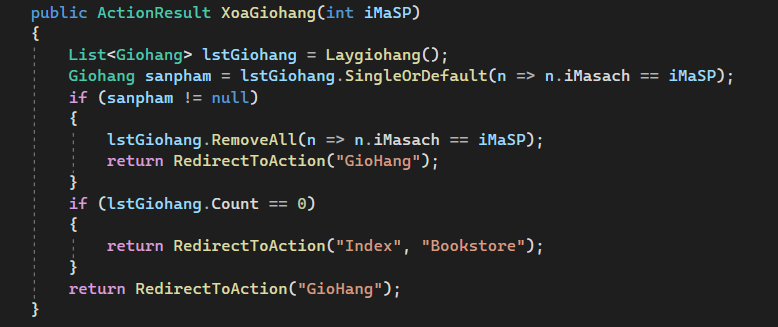 public ActionResult XoaGiohang(int iMaSP)
{
List<Giohang> lstGiohang = Laygiohang();
Giohang sanpham = lstGiohang.SingleOrDefault(n => n.iMasach == iMaSP);
if (sanpham != null)
{
lstGiohang.RemoveAll(n => n.iMasach == iMaSP);
return RedirectToAction("GioHang");
}
if (lstGiohang.Count == 0)
{
return RedirectToAction("Index", "Bookstore");
}
return RedirectToAction("GioHang");
}